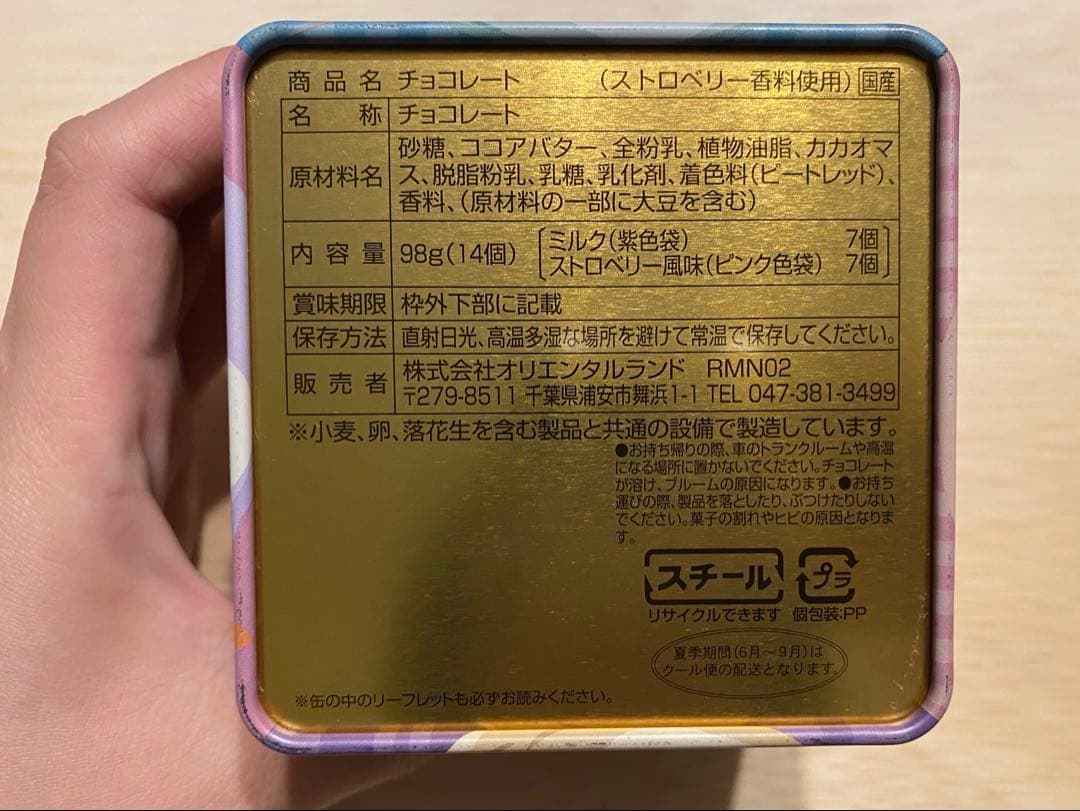 商品名 チョコレート (ストロベリー香料使用) 国産
名称 チョコレート
原材料名 砂糖、ココアバター、全粉乳、植物油脂、カカオマ
ス、脱脂粉乳、乳糖、乳化剤、着色料(ビートレッド)、
香料、(原材料の一部に大豆を含む)
内容量 98g(14個) ミルク(紫色袋) 7個
ストロベリー風味(ピンク色袋) 7個
賞味期限 枠外下部に記載
保存方法 直射日光、高温多湿な場所を避けて常温で保存してください。
販売者 株式会社オリエンタルランド RMN02
〒279-8511 千葉県浦安市舞浜1-1 TEL 047-381-3499
※小麦、卵、落花生を含む製品と共通の設備で製造しています。
●お持ち帰りの際、車のトランクルームや高温
になる場所に置かないでください。チョコレート
が溶け、ブルームの原因になります。●お持ち
運びの際、製品を落としたり、ぶつけたりしない
でください。菓子の割れやヒビの原因となりま
す。
スチール プラ
リサイクルできます 個包装:PP
夏季期間(6月〜9月)は
クール便の配送となります。
※缶の中のリーフレットも必ずお読みください。